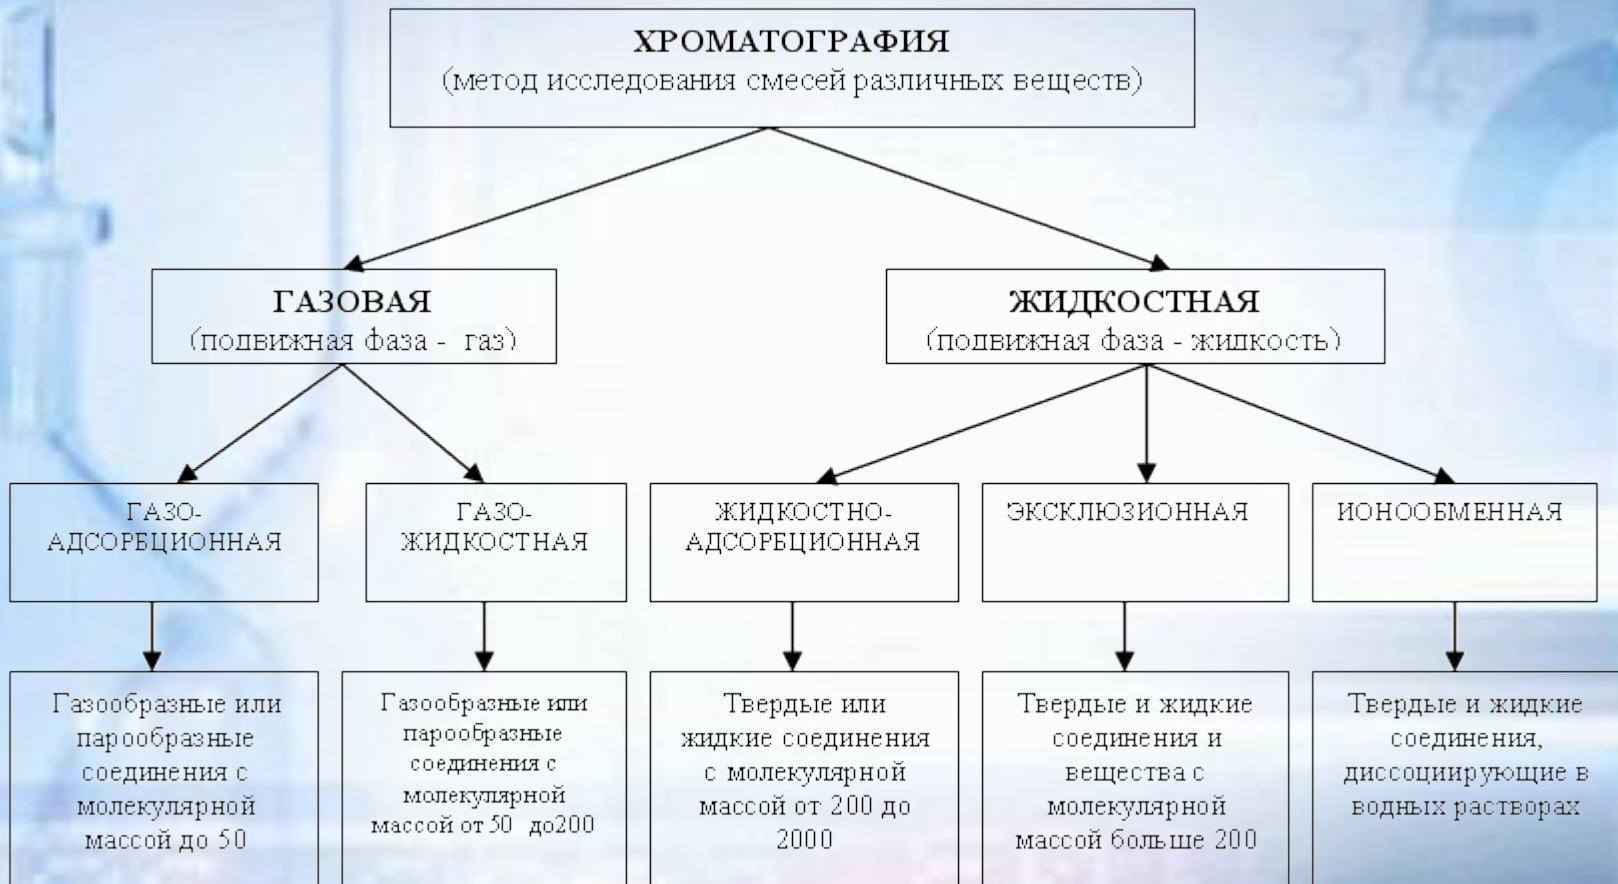 ХРОМАТОГРАФИЯ
(метод исследования смесей различных веществ)
ГАЗОВАЯ
(подвижная фаза - газ)
ЖИДКОСТНАЯ
(подвижная фаза - жидкость)
ГАЗО-
АДСОРБЦИОННАЯ
ГАЗО-
ЖИДКОСТНАЯ
ЖИДКОСТНО-
АДСОРБЦИОННАЯ
ЭКСКЛЮЗИОННАЯ
ИОНООБМЕННАЯ
Газообразные или
парообразные
соединения с
молекулярной
массой до 50
Газообразные или
парообразные
соединения с
молекулярной
массой от 50 до200
Твердые или
жидкие соединения
с молекулярной
массой от 200 до
2000
Твердые и жидкие
соединения и
вещества с
молекулярной
массой больше 200
Твердые и жидкие
соединения,
диссоциирующие в
водных растворах
34